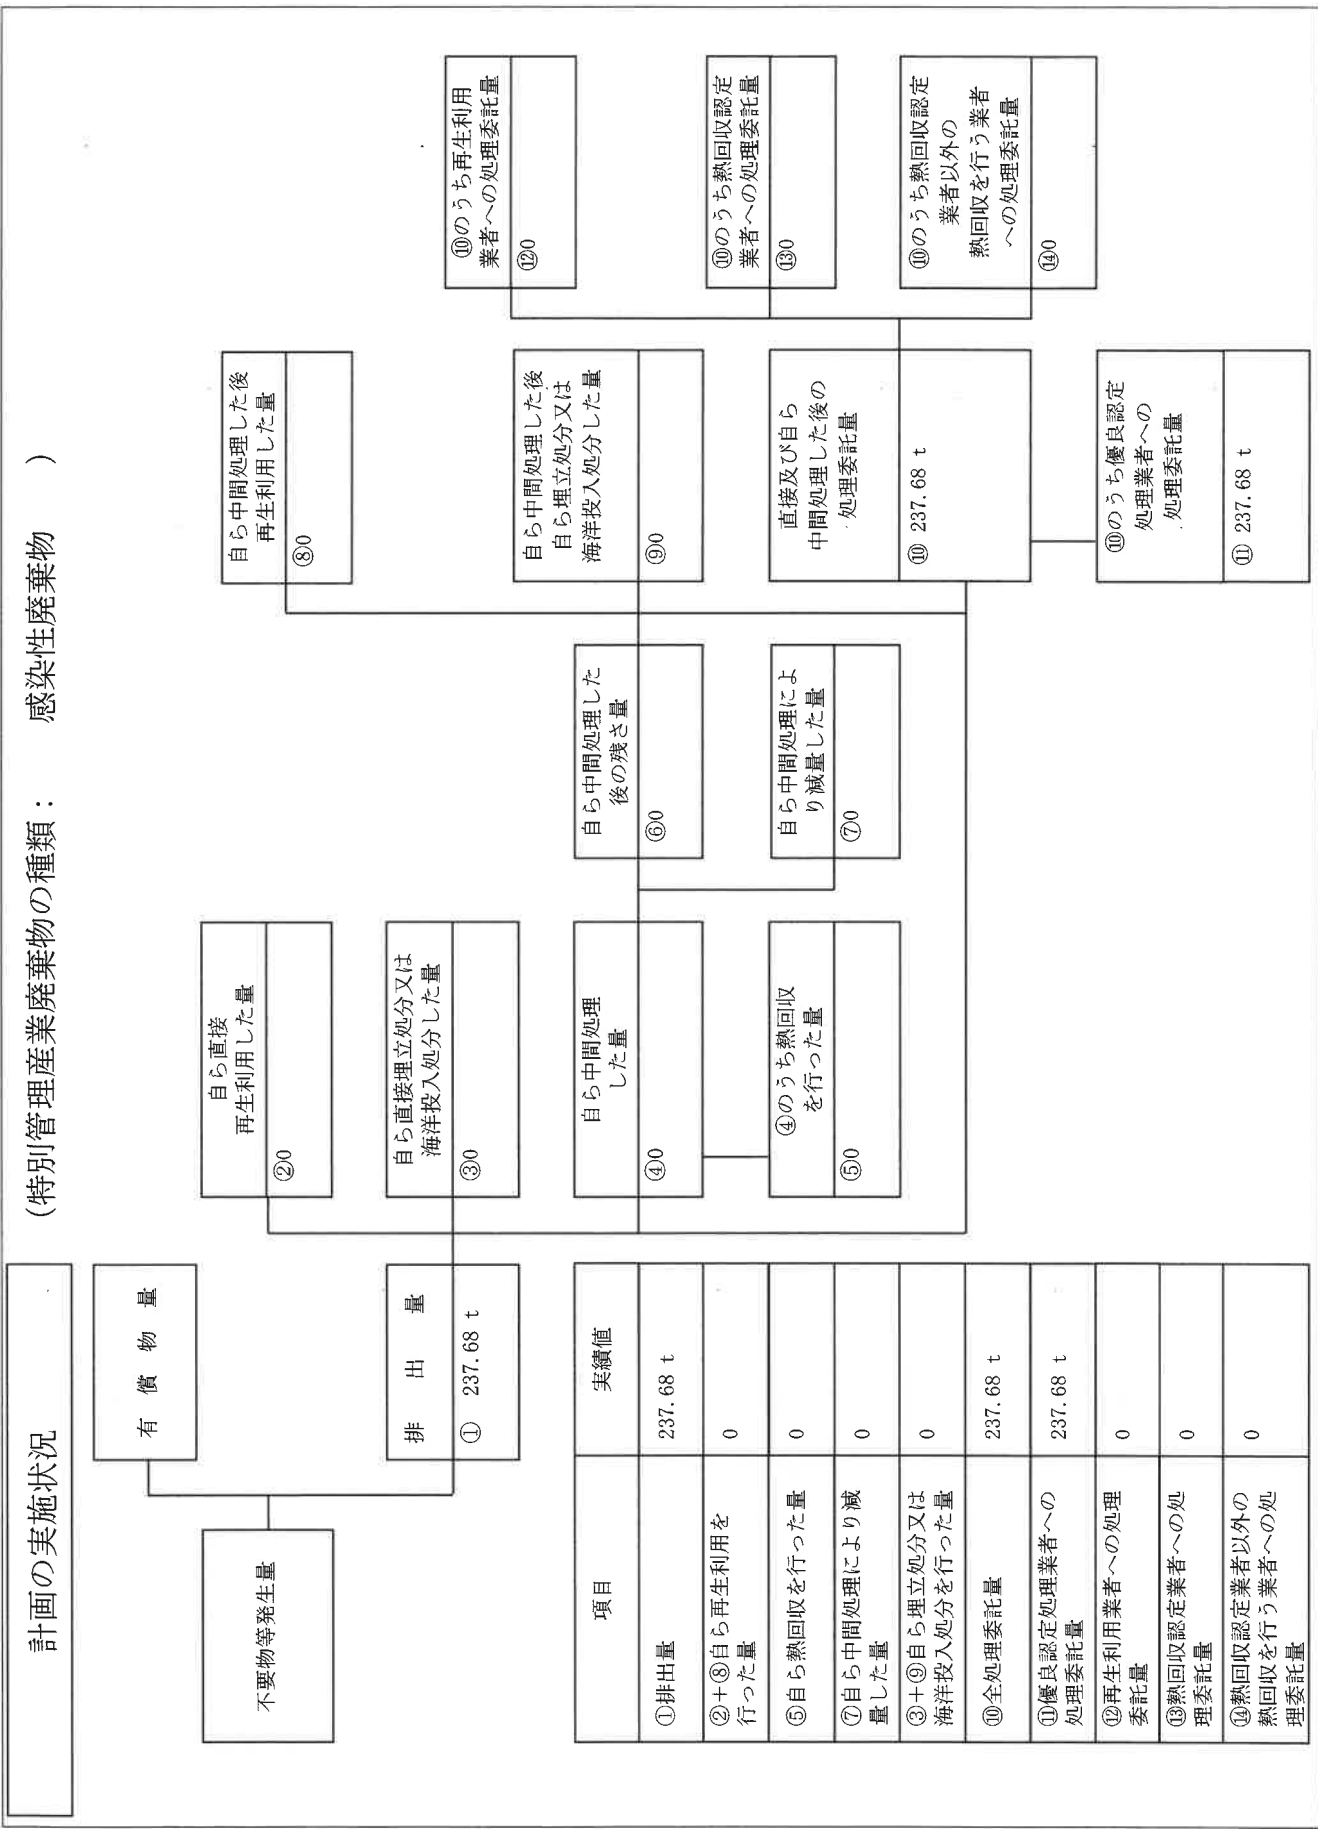 計画の実施状況
(特別管理産業廃棄物の種類： 感染性廃棄物 )
不要物等発生量
有償物量
排出量
① 237.68 t
自ら直接
再生利用した量
②0
自ら直接埋立処分又は
海洋投入処分した量
③0
自ら中間処理
した量
④0
④のうち熱回収
を行った量
⑤0
自ら中間処理した
後の残さ量
⑥0
自ら中間処理によ
り減量した量
⑦0
自ら中間処理した後
再生利用した量
⑧0
自ら中間処理した後
自ら埋立処分又は
海洋投入処分した量
⑨0
直接及び自ら
中間処理した後の
処理委託量
⑩ 237.68 t
⑩のうち優良認定
処理業者への
処理委託量
⑪ 237.68 t
⑩のうち再生利用
業者への処理委託量
⑫0
⑩のうち熱回収認定
業者への処理委託量
⑬0
⑩のうち熱回収認定
業者以外の
熱回収を行う業者
への処理委託量
⑭0
項目 実績値
①排出量 237.68 t
②+⑧自ら再生利用を
行った量 0
⑤自ら熱回収を行った量 0
⑦自ら中間処理により減
量した量 0
③+⑨自ら埋立処分又は
海洋投入処分を行った量 0
⑩全処理委託量 237.68 t
⑪優良認定処理業者への
処理委託量 237.68 t
⑫再生利用業者への処理
委託量 0
⑬熱回収認定業者への処
理委託量 0
⑭熱回収認定業者以外の
熱回収を行う業者への処
理委託量 0